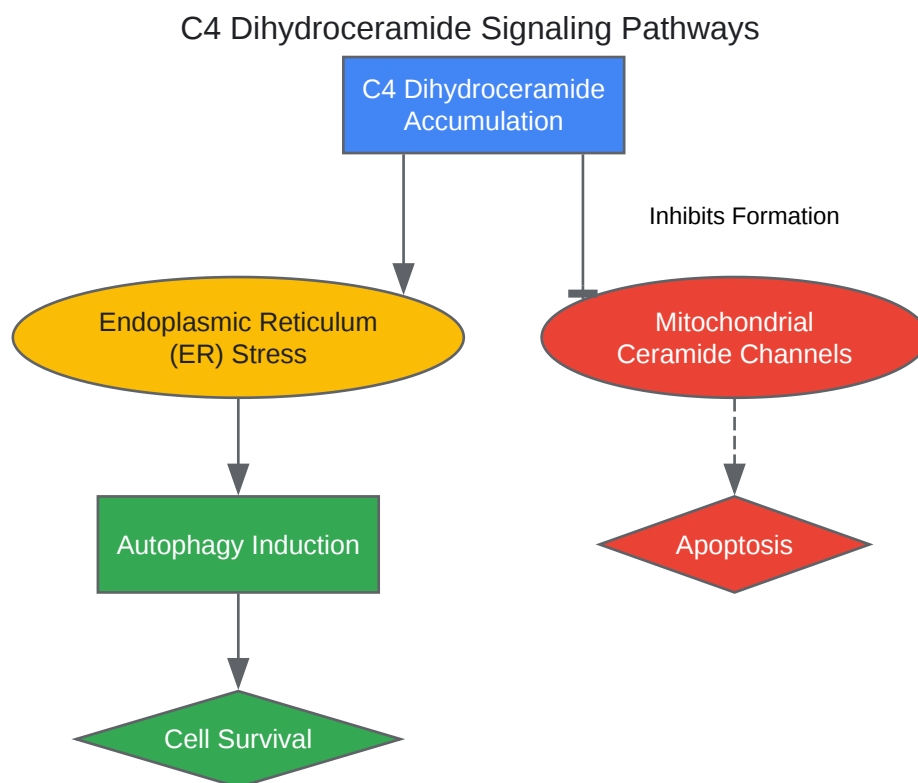 C4 Dihydroceramide Signaling Pathways
C4 Dihydroceramide
Accumulation
Inhibits Formation
Endoplasmic Reticulum
(ER) Stress
Mitochondrial
Ceramide Channels
Autophagy Induction
Apoptosis
Cell Survival